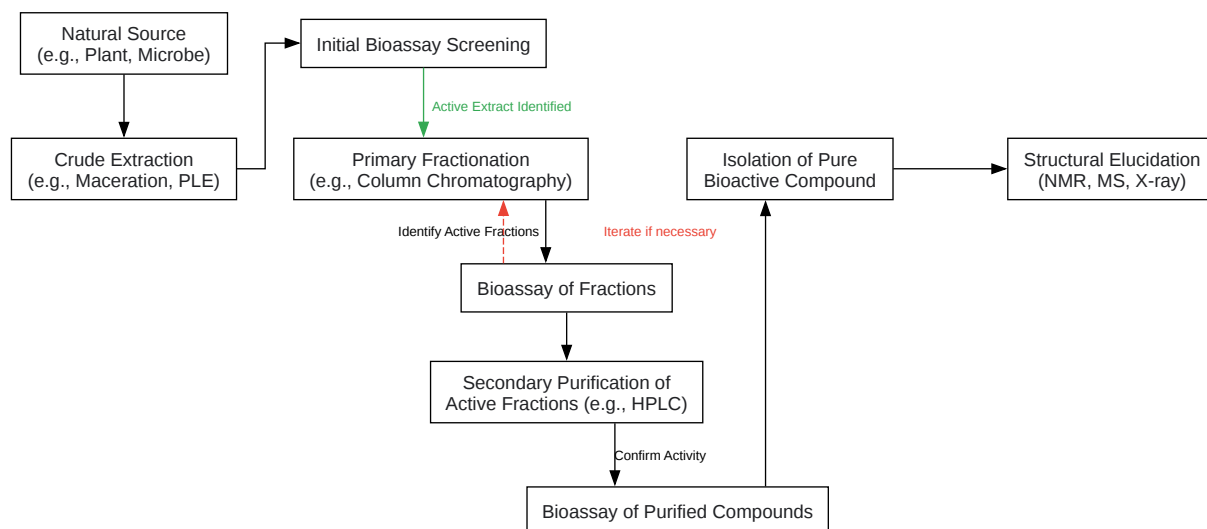 Natural Source
(e.g., Plant, Microbe)
Initial Bioassay Screening
Active Extract Identified
Crude Extraction
(e.g., Maceration, PLE)
Primary Fractionation
(e.g., Column Chromatography)
Isolation of Pure
Bioactive Compound
Structural Elucidation
(NMR, MS, X-ray)
Identify Active Fractions
Iterate if necessary
Bioassay of Fractions
Secondary Purification of
Active Fractions (e.g., HPLC)
Confirm Activity
Bioassay of Purified Compounds